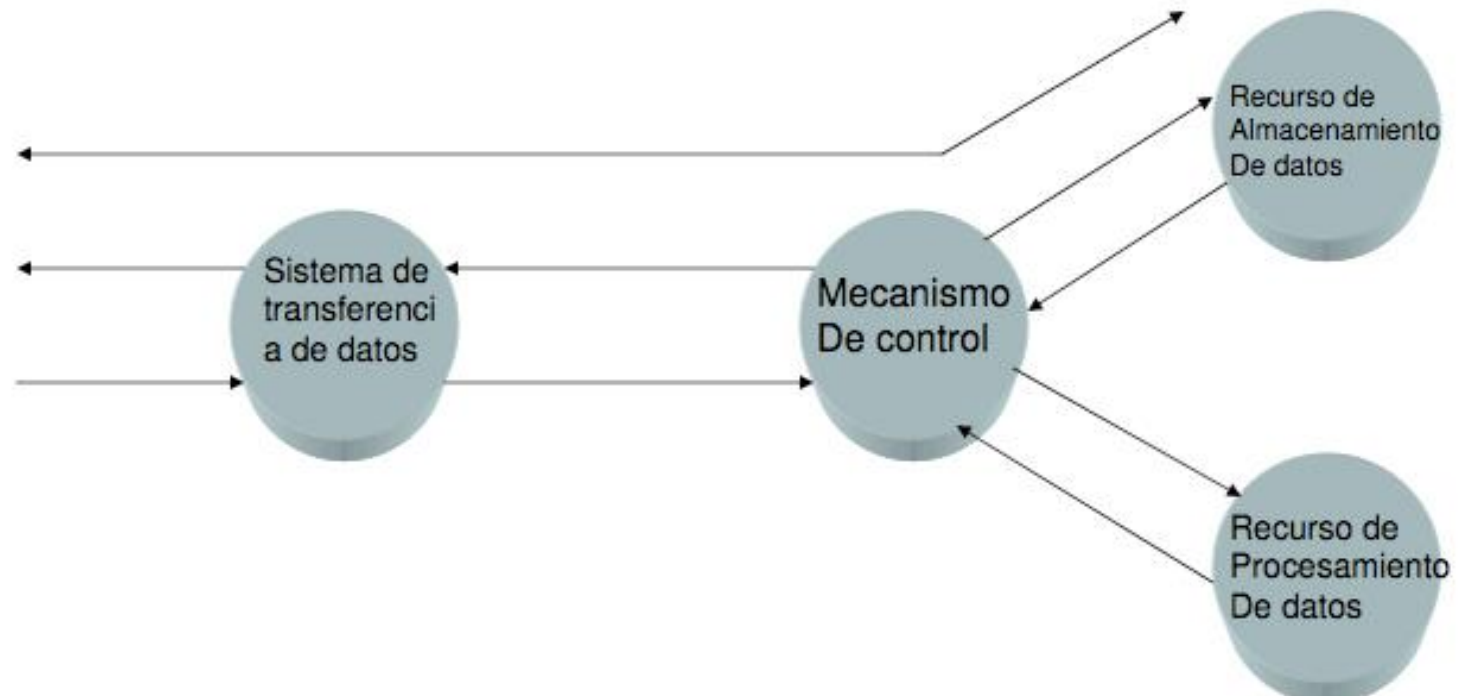 Recurso de
Almacenamiento
De datos
Sistema de
transferenci
a de datos
Mecanismo
De control
Recurso de
Procesamiento
De datos